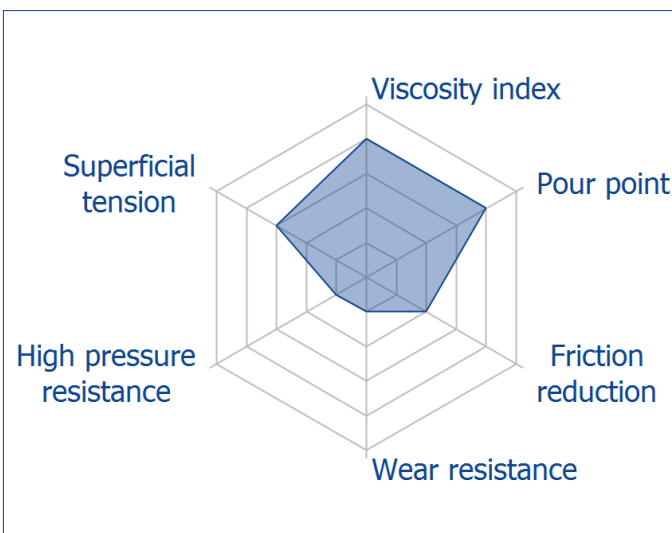 Viscosity index
Superficial
tension
Pour point
High pressure
resistance
Friction
reduction
Wear resistance